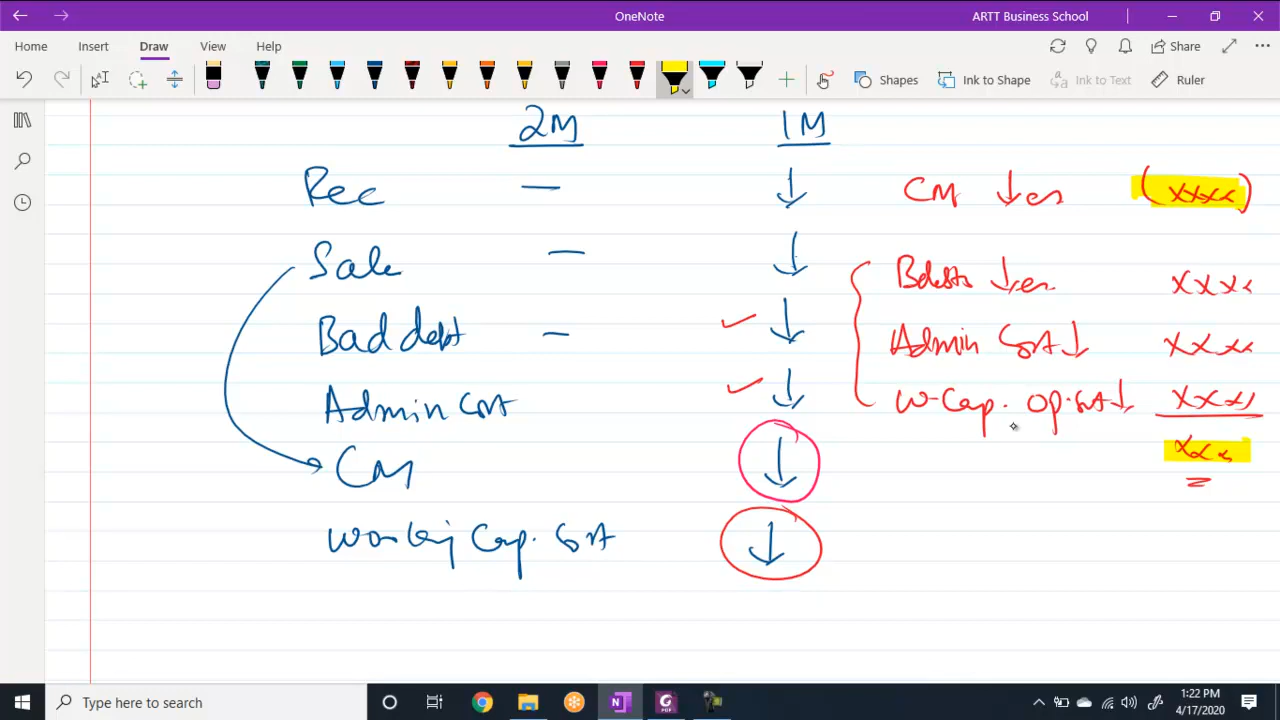 OneNote
ARTT Business School
Home Insert Draw View Help
Share
Shapes Ink to Shape Ink to Text Ruler
2M 1M
Rec — ↓ CM ↓es (xxxx)
Sale — ↓ Bdebts ↓es xxxx
Bad debt — ✓ ↓ Admin Cost ↓ xxxx
Admin Cost ✓ ↓ W-Cap. Op. Cost ↓ xxxx
CM ↓ xxx
Working Cap. Cost ↓
Type here to search
1:22 PM
4/17/2020